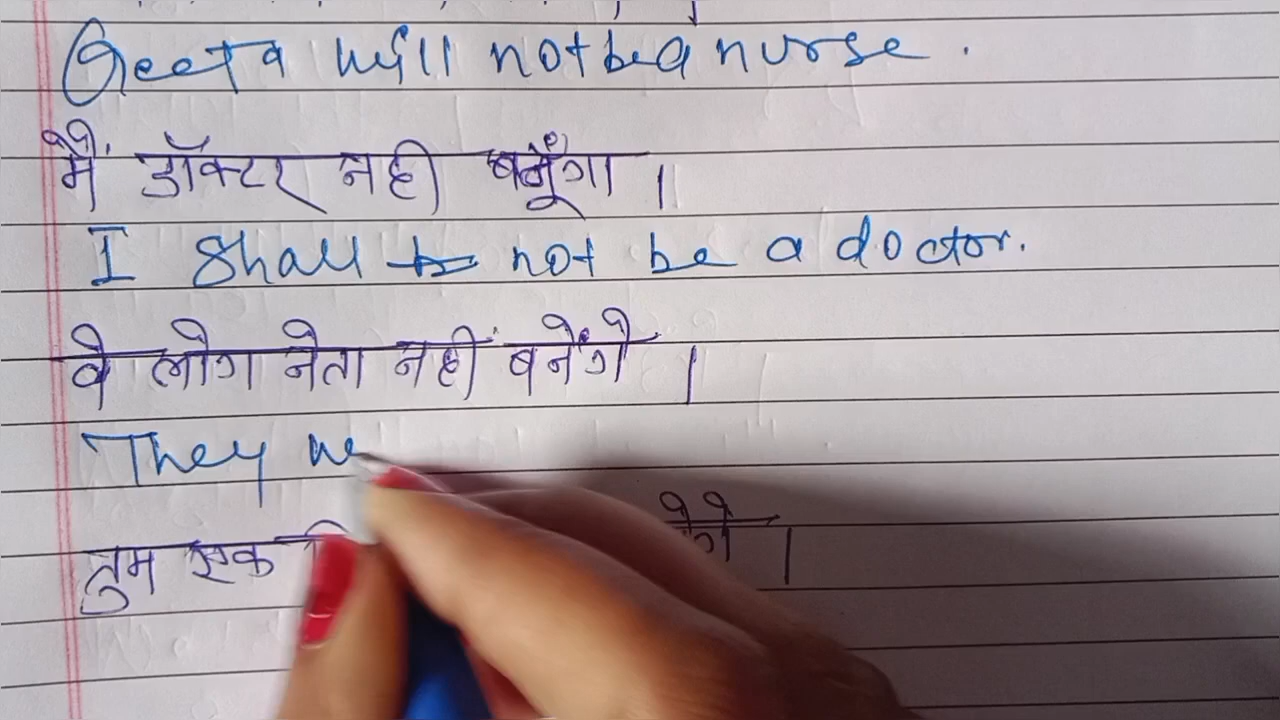 Geeta will not be a nurse.
मैं डॉक्टर नही बनूँगा ।
I shall not be a doctor.
वे लोग नेता नहीं बनेंगे ।
They
तुम एक